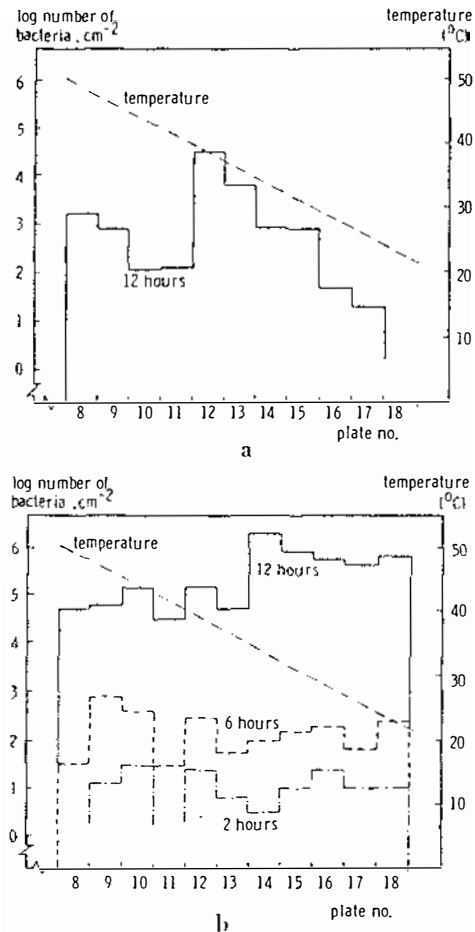 log number of temperature
bacteria . cm-2 (°C)
6 50
temperature
5 40
4
30
3
20
2 12 hours
1 10
0
8 9 10 11 12 13 14 15 16 17 18
plate no.
a
log number of temperature
bacteria . cm-2 (°C)
temperature
6 50
12 hours
5 40
4
30
3
6 hours
2 20
1 10
2 hours
0
8 9 10 11 12 13 14 15 16 17 18
plate no.
b